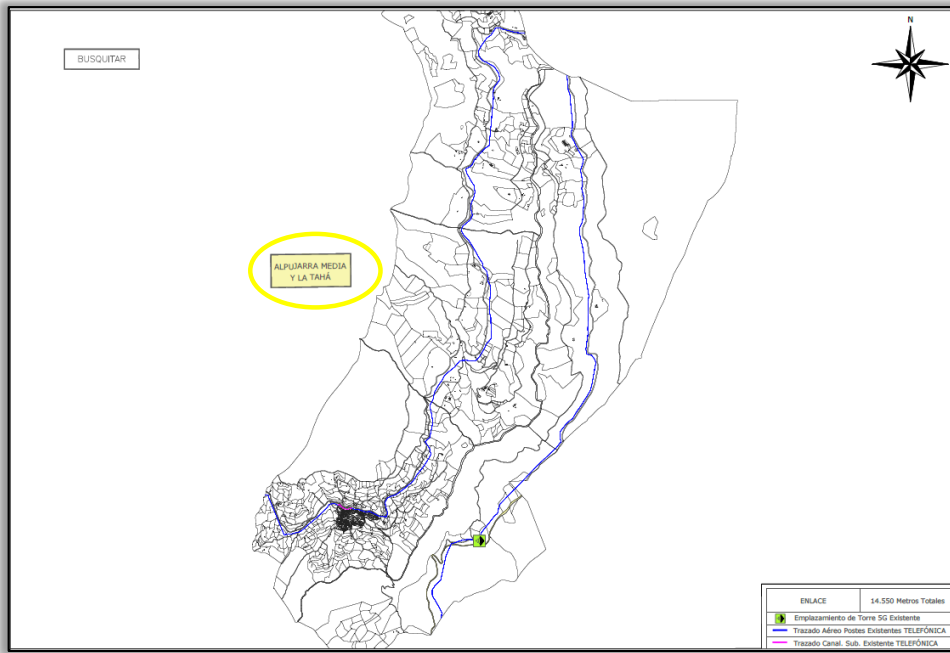 N
BUSQUITAR
ALPUJARRA MEDIA
Y LA TAHÁ
ENLACE 14.550 Metros Totales
Emplazamiento de Torre 5G Existente
Trazado Aéreo Postes Existentes TELEFÓNICA
Trazado Canal. Sub. Existente TELEFÓNICA